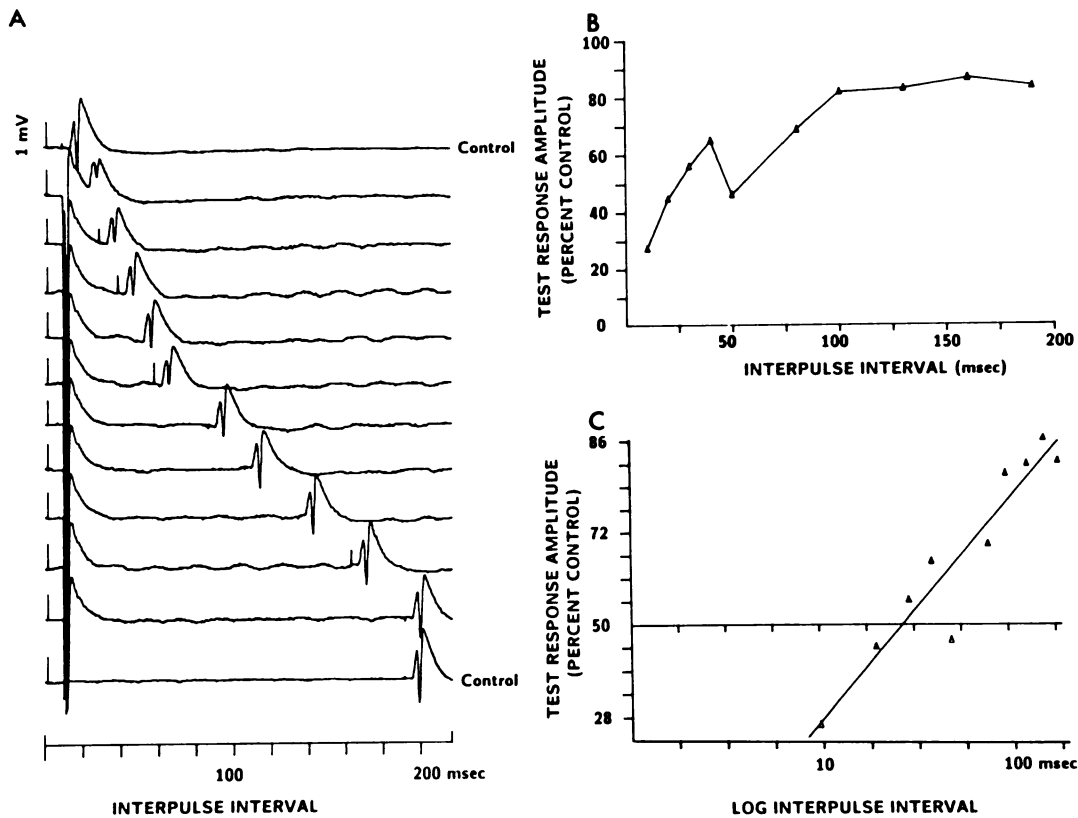 A
1 mV
Control
Control
100
200 msec
INTERPULSE INTERVAL
B
TEST RESPONSE AMPLITUDE
(PERCENT CONTROL)
100
80
60
40
20
0
50
100
150
200
INTERPULSE INTERVAL (msec)
C
TEST RESPONSE AMPLITUDE
(PERCENT CONTROL)
86
72
50
28
10
100 msec
LOG INTERPULSE INTERVAL